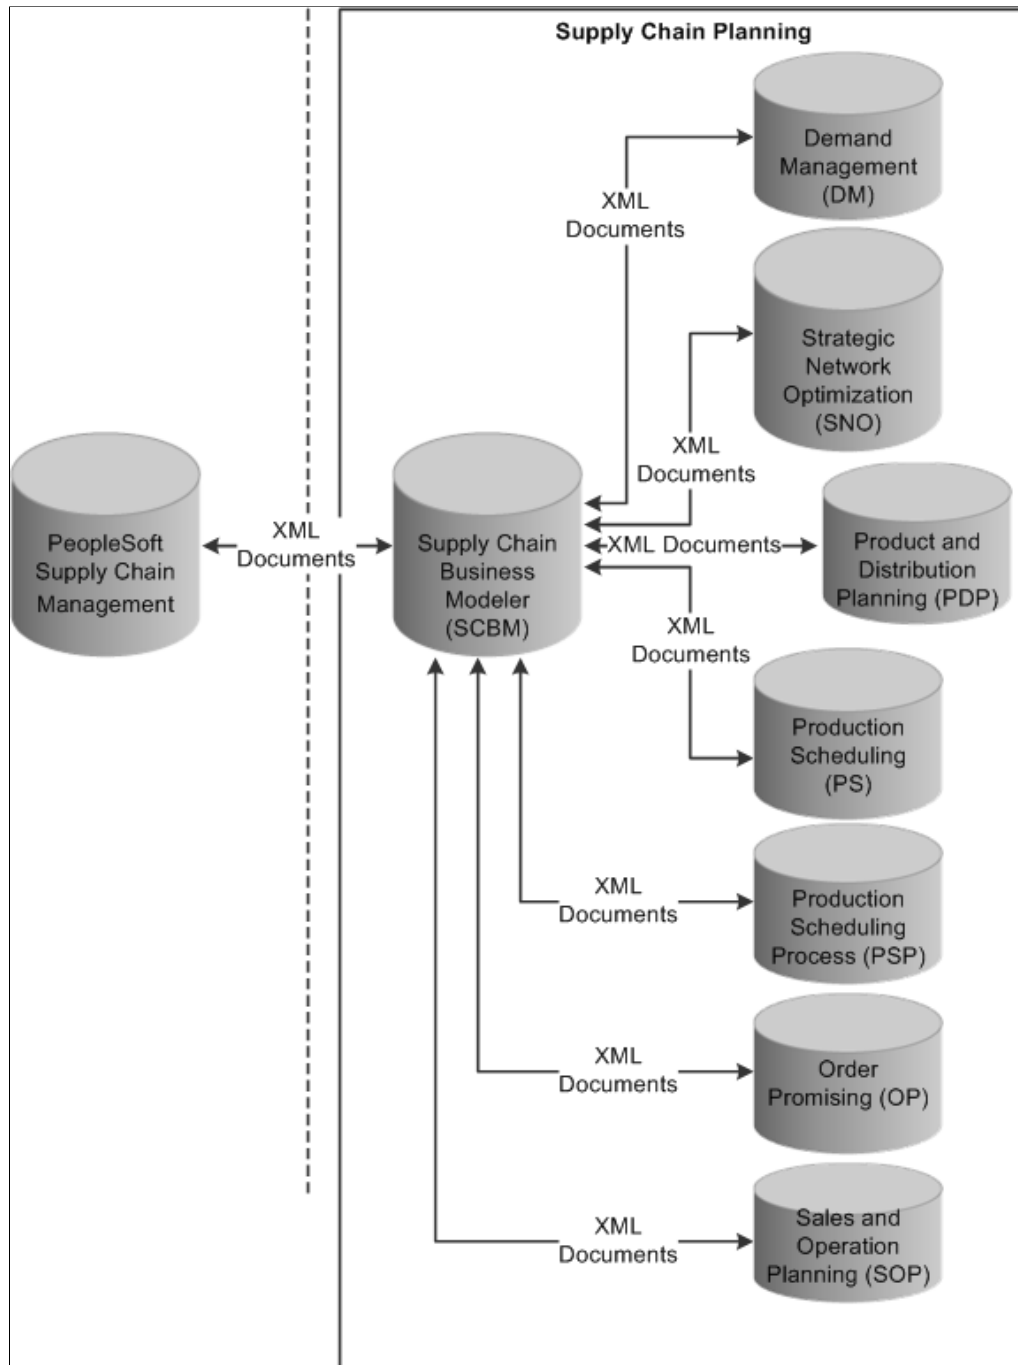 Supply Chain Planning
Demand
Management
(DM)
XML
Documents
Strategic
Network
Optimization
(SNO)
XML
Documents
PeopleSoft
Supply Chain
Management
XML
Documents
Supply Chain
Business
Modeler
(SCBM)
XML Documents
Product and
Distribution
Planning (PDP)
XML
Documents
Production
Scheduling
(PS)
XML
Documents
Production
Scheduling
Process (PSP)
XML
Documents
Order
Promising (OP)
XML
Documents
Sales and
Operation
Planning (SOP)